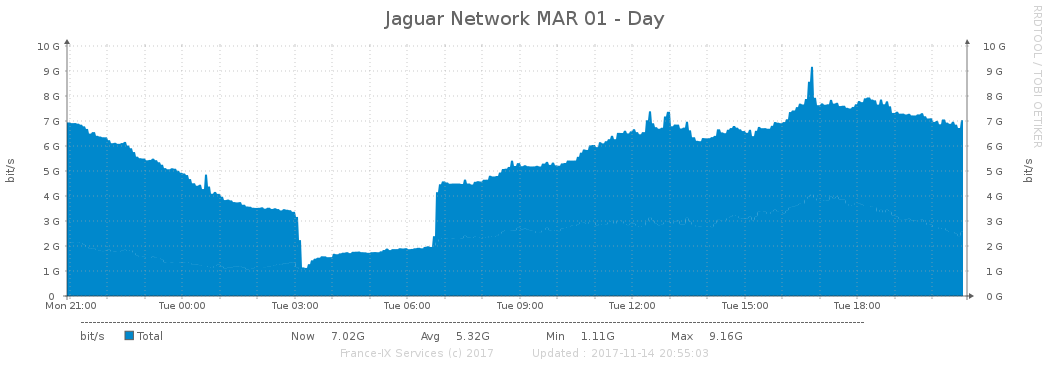 Jaguar Network MAR 01 - Day
RRDTOOL / TOBI OETIKER
bit/s
10 G
9 G
8 G
7 G
6 G
5 G
4 G
3 G
2 G
1 G
0
10 G
9 G
8 G
7 G
6 G
5 G
4 G
3 G
2 G
1 G
0 G
bit/s
Mon 21:00 Tue 00:00 Tue 03:00 Tue 06:00 Tue 09:00 Tue 12:00 Tue 15:00 Tue 18:00
bit/s Total Now 7.02G Avg 5.32G Min 1.11G Max 9.16G
France-IX Services (c) 2017 Updated : 2017-11-14 20:55:03